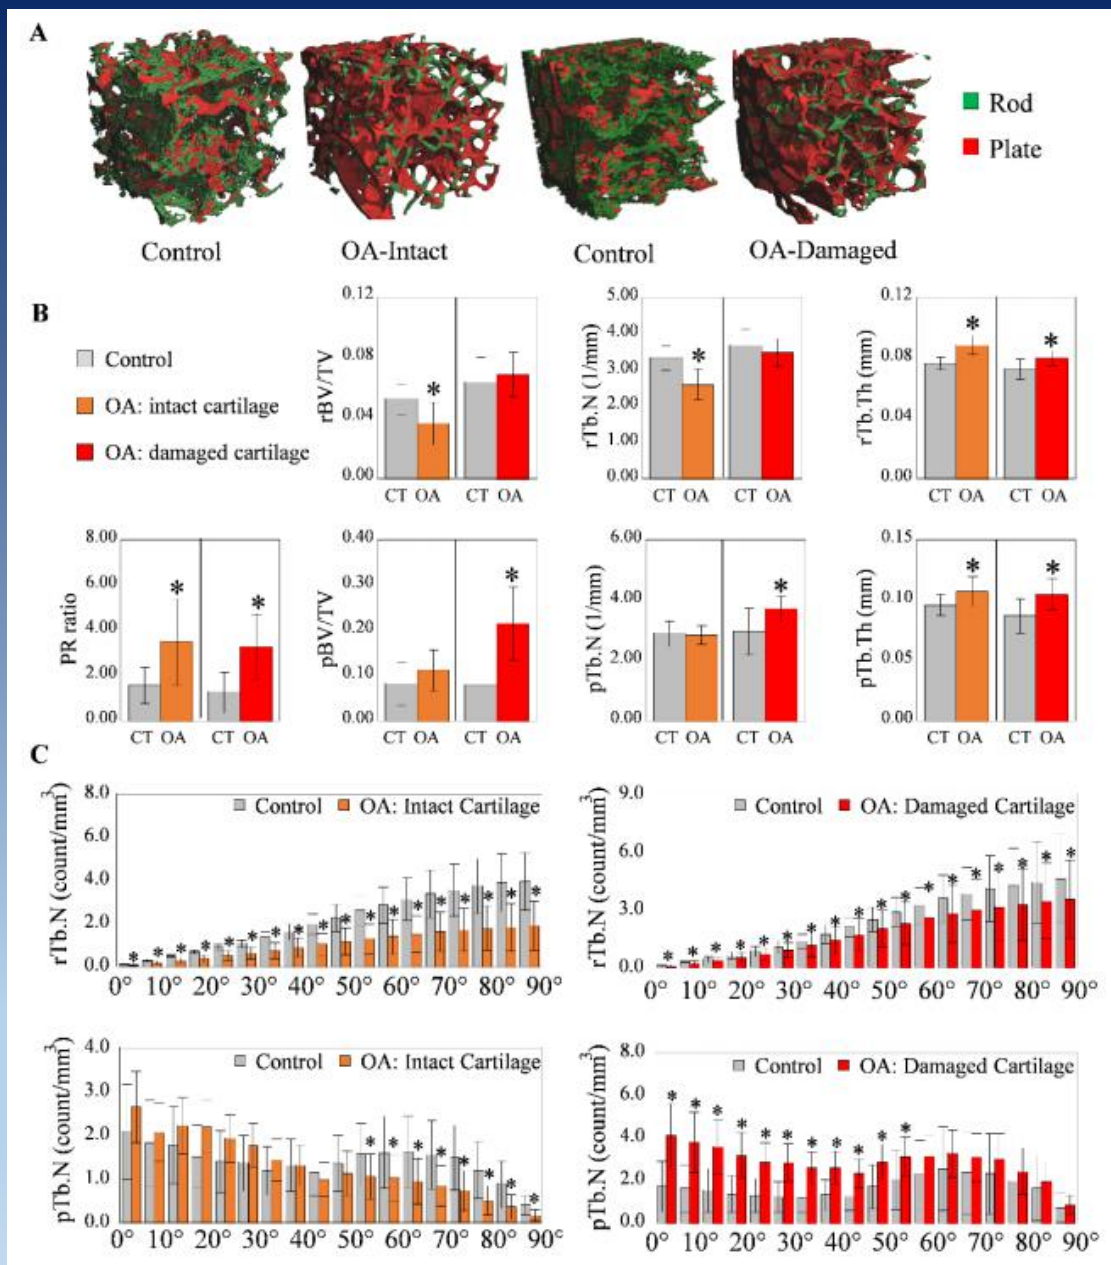 A
Rod
Plate
Control
OA-Intact
Control
OA-Damaged
B
Control
OA: intact cartilage
OA: damaged cartilage
rBV/TV
0.12
0.08
0.04
0.00
*
CT OA
CT OA
rTb.N (1/mm)
5.00
4.00
3.00
2.00
1.00
0.00
*
CT OA
CT OA
rTb.Th (mm)
0.12
0.08
0.04
0.00
*
*
CT OA
CT OA
PR ratio
8.00
6.00
4.00
2.00
0.00
*
*
CT OA
CT OA
pBV/TV
0.40
0.30
0.20
0.10
0.00
*
CT OA
CT OA
pTb.N (1/mm)
6.00
4.00
2.00
0.00
*
CT OA
CT OA
pTb.Th (mm)
0.15
0.10
0.05
0.00
*
*
CT OA
CT OA
C
rTb.N (count/mm³)
8.0
6.0
4.0
2.0
0.0
Control OA: Intact Cartilage
* * * * * * * * * * * * * * * * * *
0° 10° 20° 30° 40° 50° 60° 70° 80° 90°
rTb.N (count/mm³)
9.0
6.0
3.0
0.0
Control OA: Damaged Cartilage
* * * * * * * * * * * * * * * * * *
0° 10° 20° 30° 40° 50° 60° 70° 80° 90°
pTb.N (count/mm³)
4.0
3.0
2.0
1.0
0.0
Control OA: Intact Cartilage
* * * * * * * *
0° 10° 20° 30° 40° 50° 60° 70° 80° 90°
pTb.N (count/mm³)
8.0
6.0
4.0
2.0
0.0
Control OA: Damaged Cartilage
* * * * * * * * * * *
0° 10° 20° 30° 40° 50° 60° 70° 80° 90°